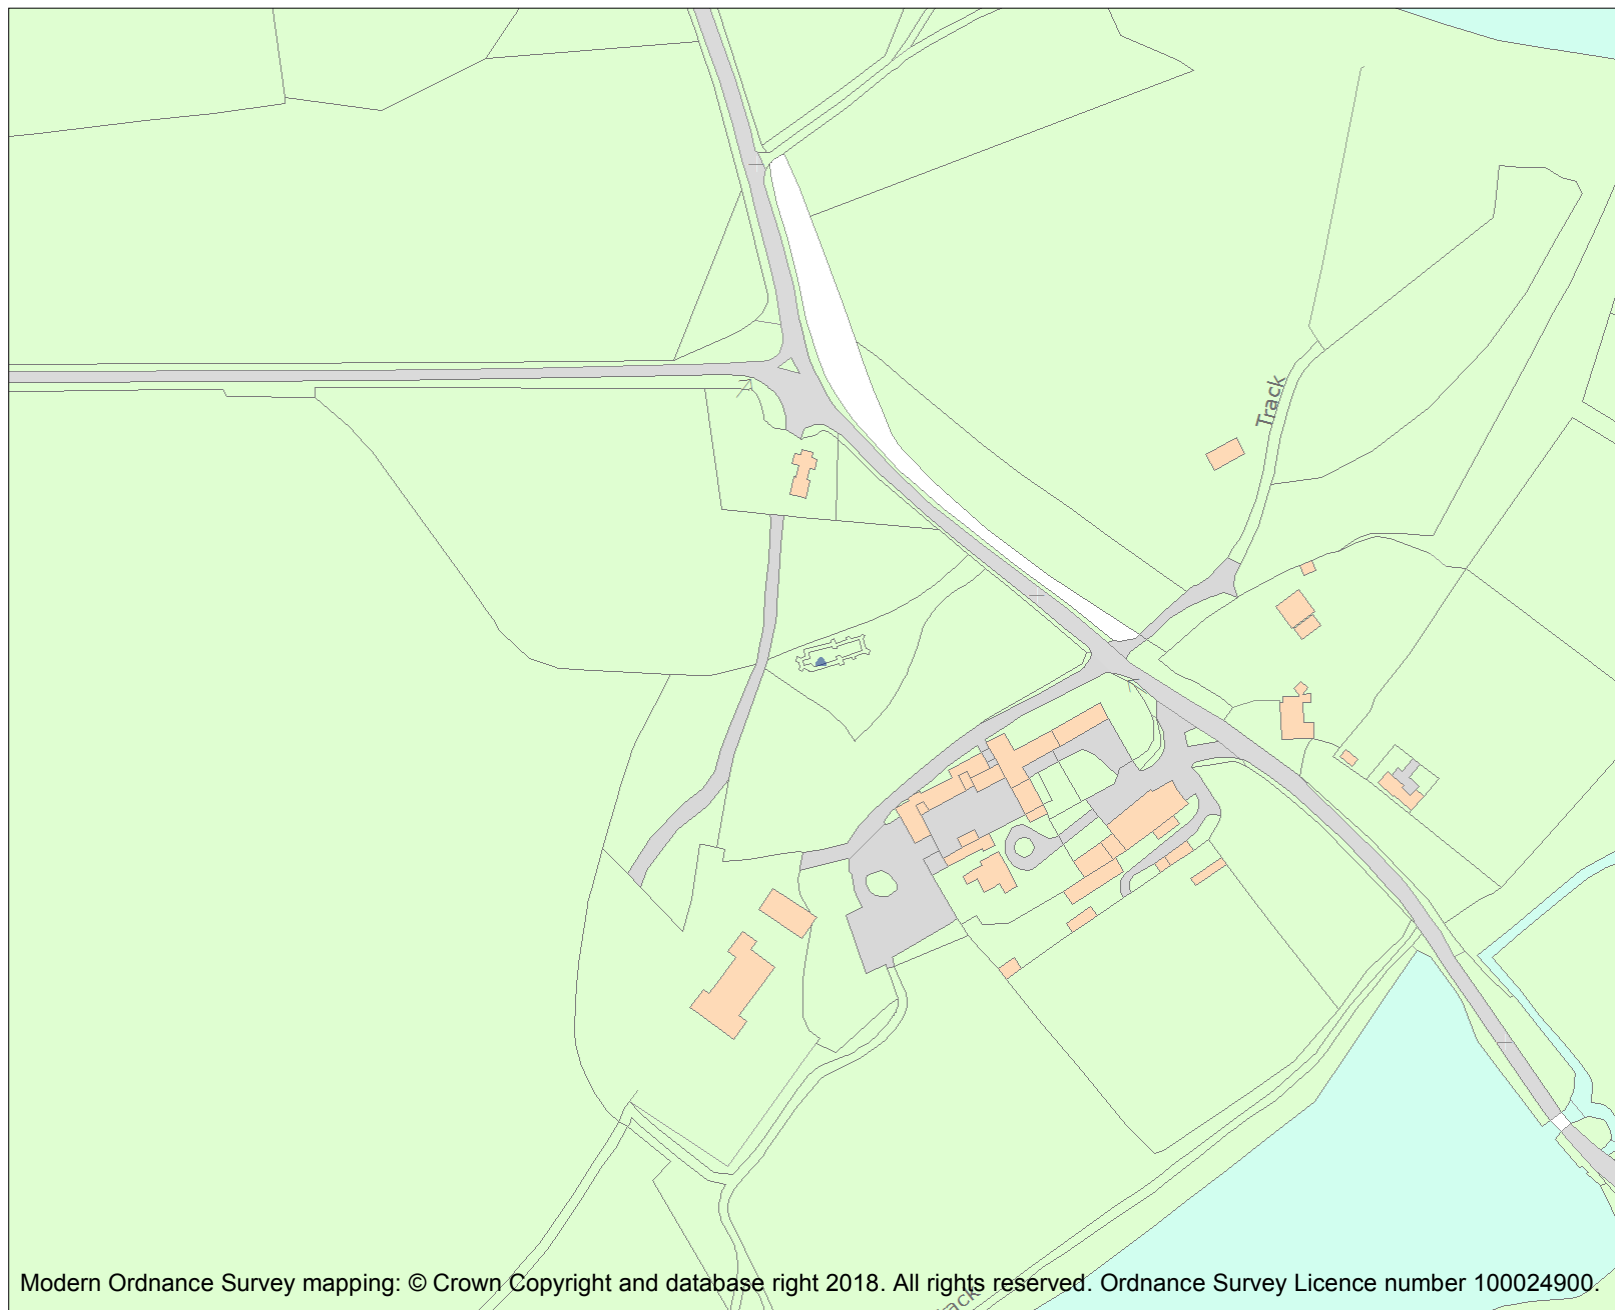 Track
Modern Ordnance Survey mapping: © Crown Copyright and database right 2018. All rights reserved. Ordnance Survey Licence number 100024900.